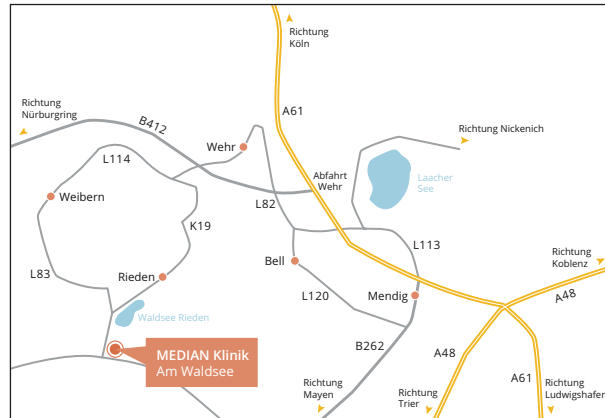 Richtung
Köln
Richtung
Nürburgring
A61
B412
Wehr
Richtung Nickenich
L114
Abfahrt
Wehr
Laacher
See
Weibern
L82
K19
L113
Bell
Richtung
Koblenz
L83
Rieden
L120
Mendig
A48
Waldsee Rieden
B262
MEDIAN Klinik
Am Waldsee
A48
A61
Richtung
Mayen
Richtung
Trier
Richtung
Ludwigshafen